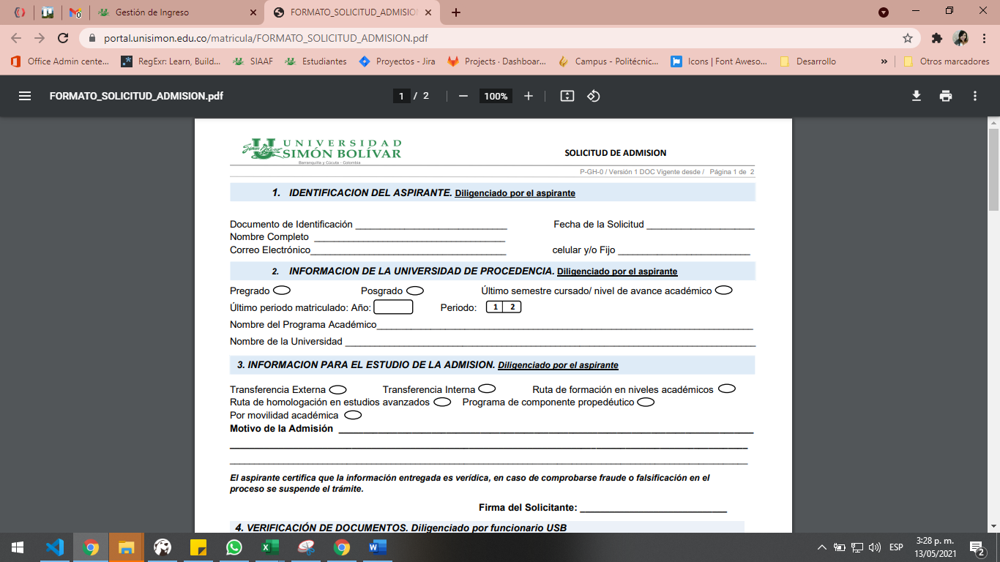 Gestión de Ingreso
FORMATO_SOLICITUD_ADMISIO
portal.unisimon.edu.co/matricula/FORMATO_SOLICITUD_ADMISION.pdf
Office Admin cente... RegExr: Learn, Build... SIAAF Estudiantes Proyectos - Jira Projects · Dashboar... Campus - Politécnic... Icons | Font Aweso... Desarrollo » Otros marcadores
FORMATO_SOLICITUD_ADMISION.pdf 1 / 2 100%
UNIVERSIDAD
SIMÓN BOLÍVAR
Barranquilla y Cúcuta - Colombia
SOLICITUD DE ADMISION
P-GH-0 / Versión 1 DOC Vigente desde / Página 1 de 2
1. IDENTIFICACION DEL ASPIRANTE. Diligenciado por el aspirante
Documento de Identificación ____________________________ Fecha de la Solicitud ________________________
Nombre Completo ___________________________________
Correo Electrónico____________________________________ celular y/o Fijo ________________________
2. INFORMACION DE LA UNIVERSIDAD DE PROCEDENCIA. Diligenciado por el aspirante
Pregrado Posgrado Último semestre cursado/ nivel de avance académico
Último periodo matriculado: Año: Periodo: 1 2
Nombre del Programa Académico______________________________________________________________________
Nombre de la Universidad ____________________________________________________________________________
3. INFORMACION PARA EL ESTUDIO DE LA ADMISION. Diligenciado por el aspirante
Transferencia Externa Transferencia Interna Ruta de formación en niveles académicos
Ruta de homologación en estudios avanzados Programa de componente propedéutico
Por movilidad académica
Motivo de la Admisión ____________________________________________________________________________
El aspirante certifica que la información entregada es verídica, en caso de comprobarse fraude o falsificación en el
proceso se suspende el trámite.
Firma del Solicitante: ___________________________
4. VERIFICACIÓN DE DOCUMENTOS. Diligenciado por funcionario USB
ESP
3:28 p. m.
13/05/2021
2